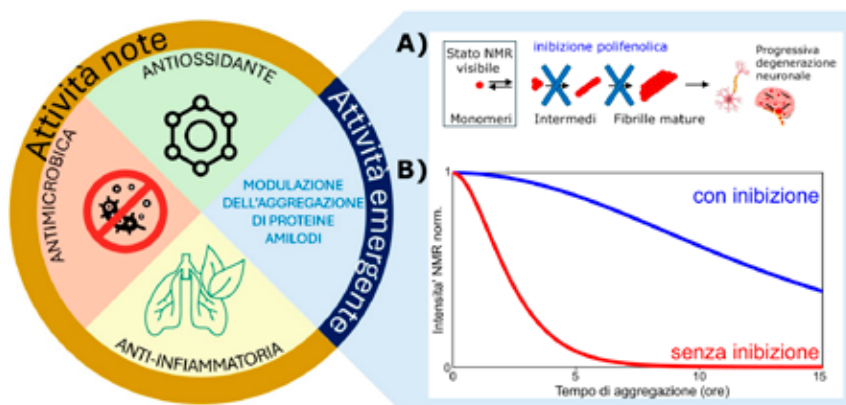 Attività note
ANTIOSSIDANTE
ANTIMICROBICA
ANTI-INFIAMMATORIA
Attività emergente
MODULAZIONE
DELL'AGGREGAZIONE
DI PROTEINE
AMILODI
A)
Stato NMR
visibile
Monomeri
inibizione polifenolica
Intermedi
Fibrille mature
Progressiva
degenerazione
neuronale
B)
Intensita' NMR norm.
1
0
con inibizione
senza inibizione
0
5
10
15
Tempo di aggregazione (ore)